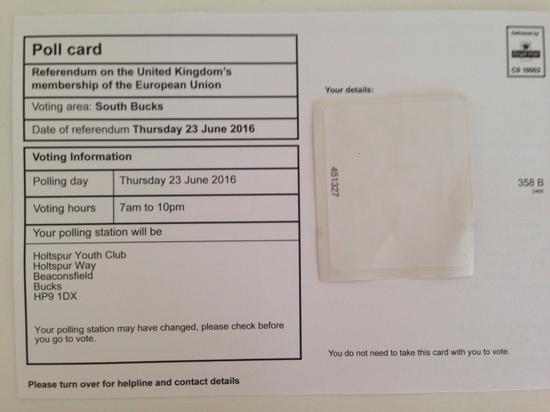 Poll card
Referendum on the United Kingdom's
membership of the European Union
Voting area: South Bucks
Date of referendum Thursday 23 June 2016
Voting Information
Polling day Thursday 23 June 2016
Voting hours 7am to 10pm
Your polling station will be
Holtspur Youth Club
Holtspur Way
Beaconsfield
Bucks
HP9 1DX
Your polling station may have changed, please check before
you go to vote.
Please turn over for helpline and contact details
Delivered by
Royal Mail
Your details:
451327
358 B
You do not need to take this card with you to vote.